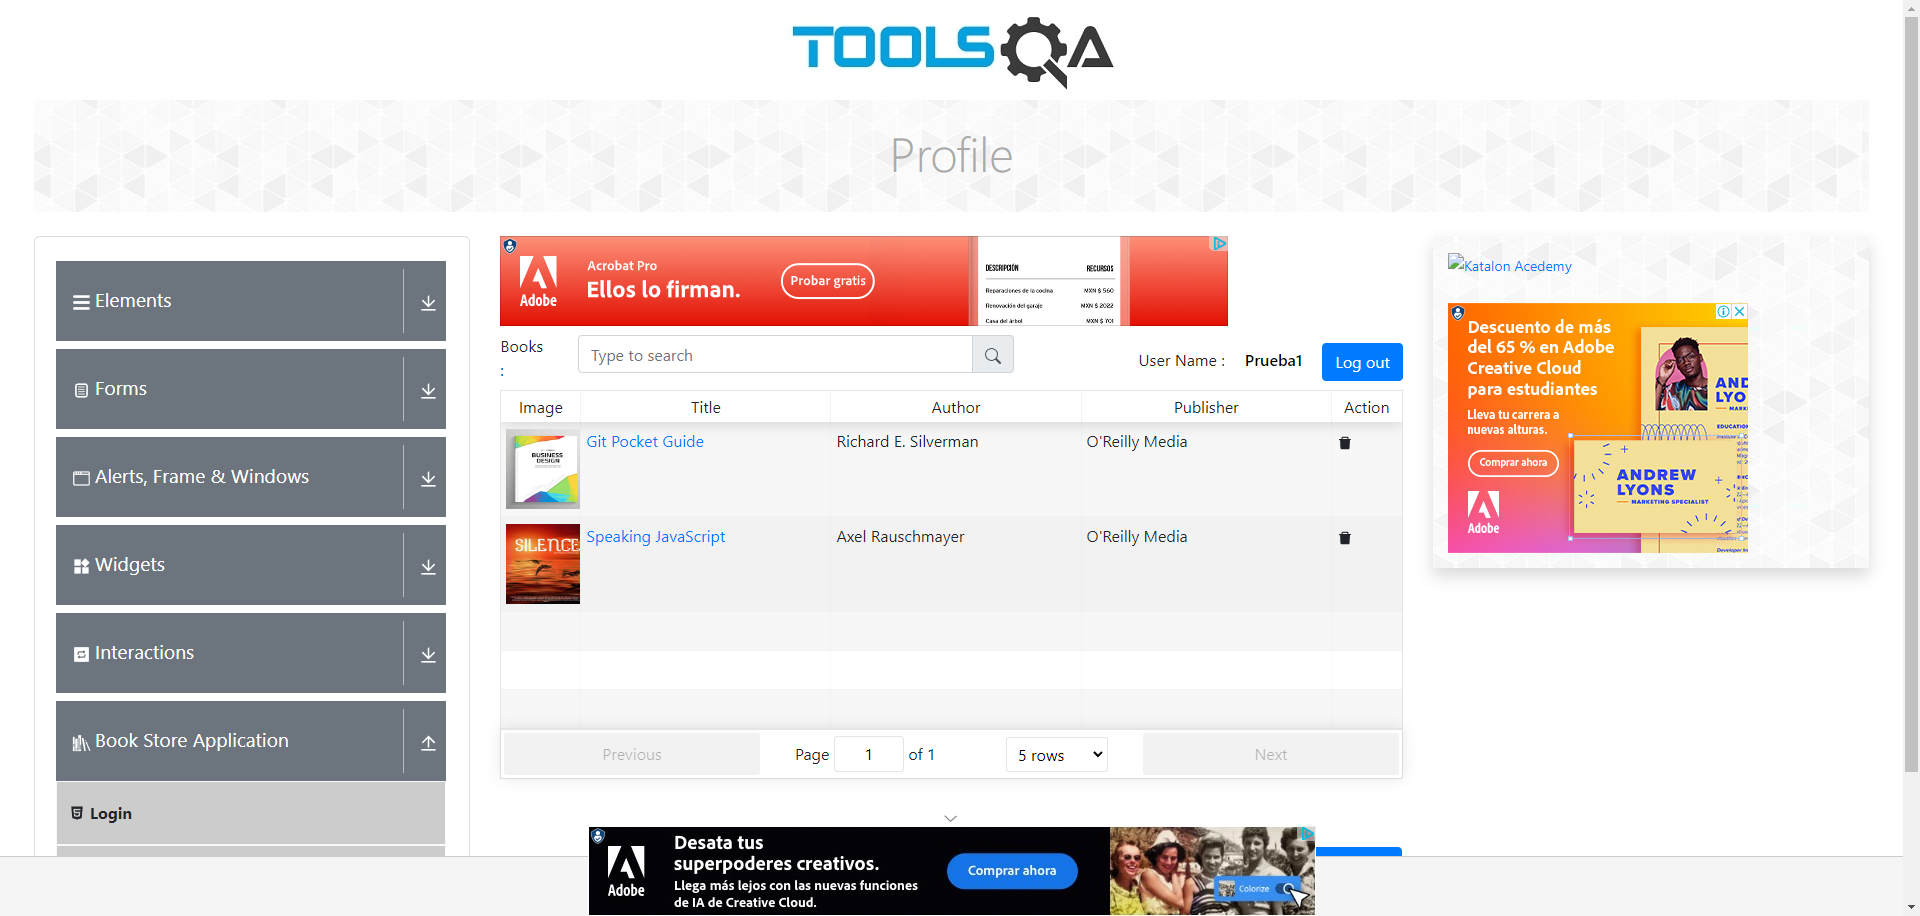 TOOLSQA
Profile
Elements
Forms
Alerts, Frame & Windows
Widgets
Interactions
Book Store Application
Login
Adobe
Acrobat Pro
Ellos lo firman.
Probar gratis
DESCRIPCIÓN RECURSOS
Reparaciones de la cocina MXN $ 560
Renovación del garaje MXN $ 2022
Casa del árbol MXN $ 701
Books
:
Type to search
User Name : Prueba1 Log out
Image Title Author Publisher Action
BUSINESS
DESIGN
Git Pocket Guide Richard E. Silverman O'Reilly Media
SILENCE
Speaking JavaScript Axel Rauschmayer O'Reilly Media
Previous Page 1 of 1 5 rows Next
Adobe
Desata tus
superpoderes creativos.
Llega más lejos con las nuevas funciones
de IA de Creative Cloud.
Comprar ahora
Colorize
Katalon Acedemy
Descuento de más
del 65 % en Adobe
Creative Cloud
para estudiantes
Lleva tu carrera a
nuevas alturas.
Comprar ahora
Adobe
AND
LYO
MARK
EDUCATIO
ANDREW
LYONS
MARKETING SPECIALIST
Developer In